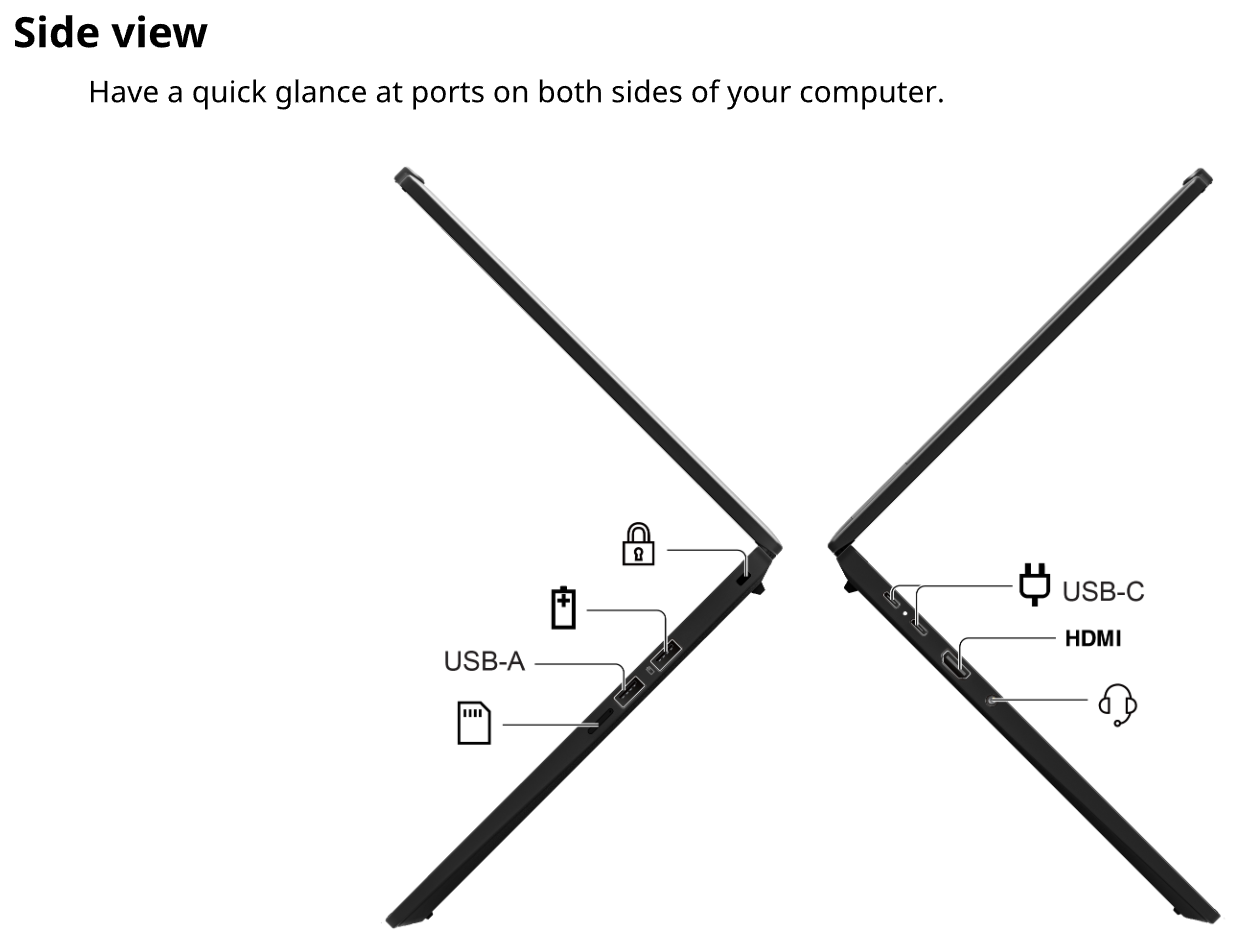 Side view
Have a quick glance at ports on both sides of your computer.
USB-C
HDMI
USB-A